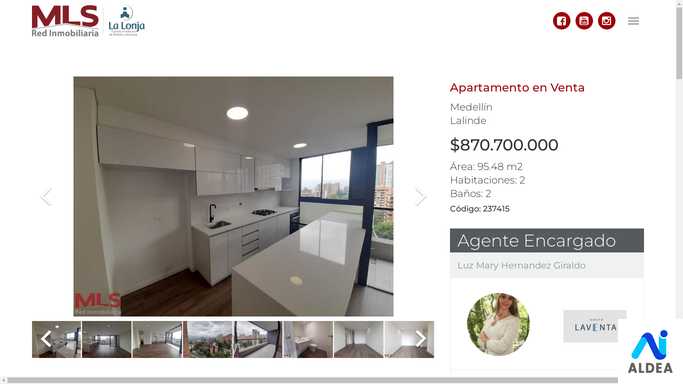 MLS
Red Inmobiliaria
La Lonja
Apartamento en Venta
Medellín
Lalinde
$870.700.000
Área: 95.48 m2
Habitaciones: 2
Baños: 2
Código: 237415
MLS
Red Inmobiliaria
Agente Encargado
Luz Mary Hernandez Giraldo
LAVENTA
ALDEA